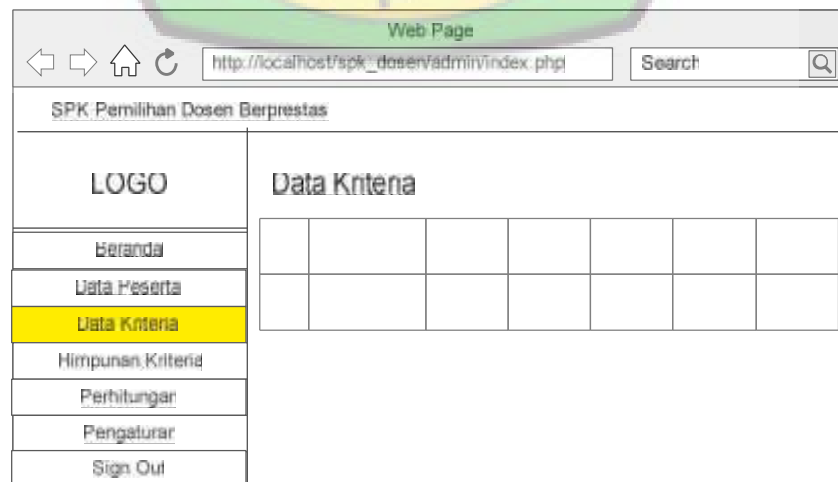 Web Page
http://localhost/spk_dosen/admin/index.php
Search
SPK Pemilihan Dosen Berprestas
LOGO
Data Kriteria
Beranda
Data Peserta
Data Kriteria
Himpunan Kriteria
Perhitungan
Pengaturan
Sign Out